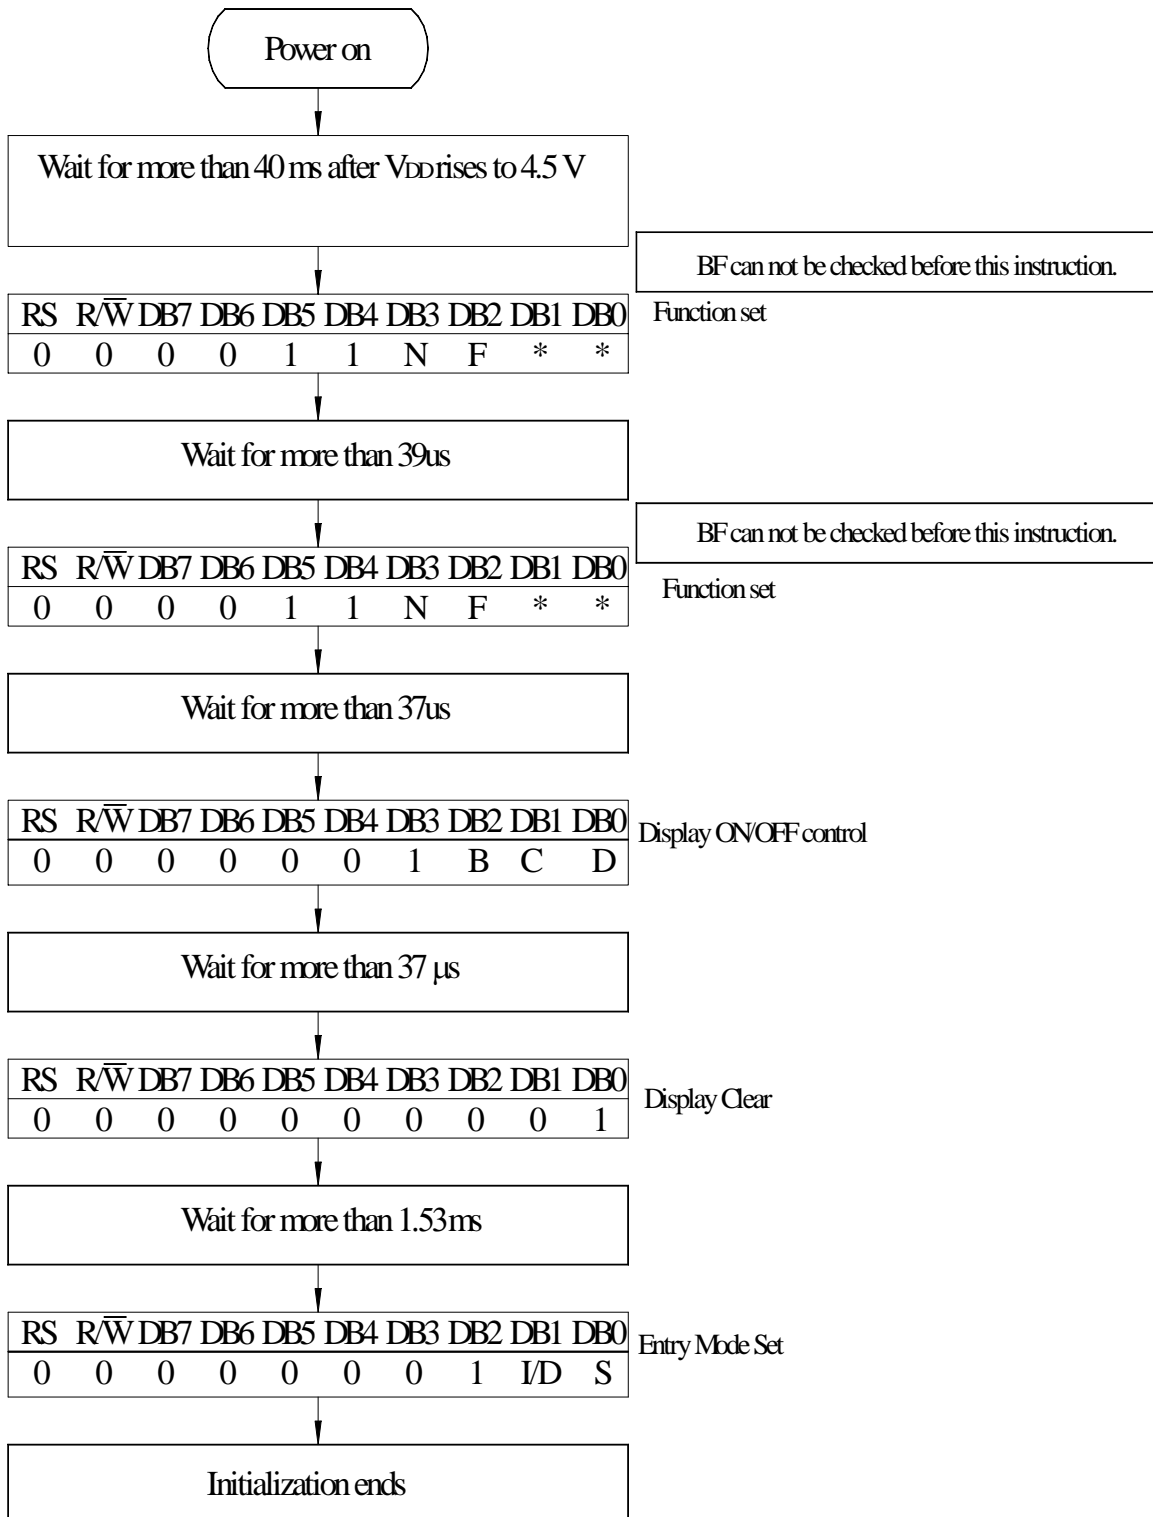 Power on
Wait for more than 40 ms after VDD rises to 4.5 V
BF can not be checked before this instruction.
RS R/W̅ DB7 DB6 DB5 DB4 DB3 DB2 DB1 DB0
Function set
0 0 0 0 1 1 N F * *
Wait for more than 39us
BF can not be checked before this instruction.
RS R/W̅ DB7 DB6 DB5 DB4 DB3 DB2 DB1 DB0
Function set
0 0 0 0 1 1 N F * *
Wait for more than 37us
RS R/W̅ DB7 DB6 DB5 DB4 DB3 DB2 DB1 DB0
Display ON/OFF control
0 0 0 0 0 0 1 B C D
Wait for more than 37 μs
RS R/W̅ DB7 DB6 DB5 DB4 DB3 DB2 DB1 DB0
Display Clear
0 0 0 0 0 0 0 0 0 1
Wait for more than 1.53ms
RS R/W̅ DB7 DB6 DB5 DB4 DB3 DB2 DB1 DB0
Entry Mode Set
0 0 0 0 0 0 0 1 I/D S
Initialization ends